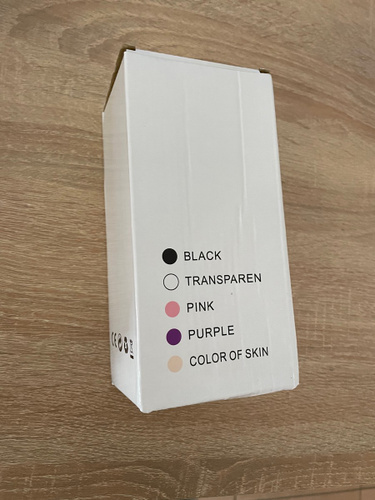 BLACK
TRANSPAREN
PINK
PURPLE
COLOR OF SKIN